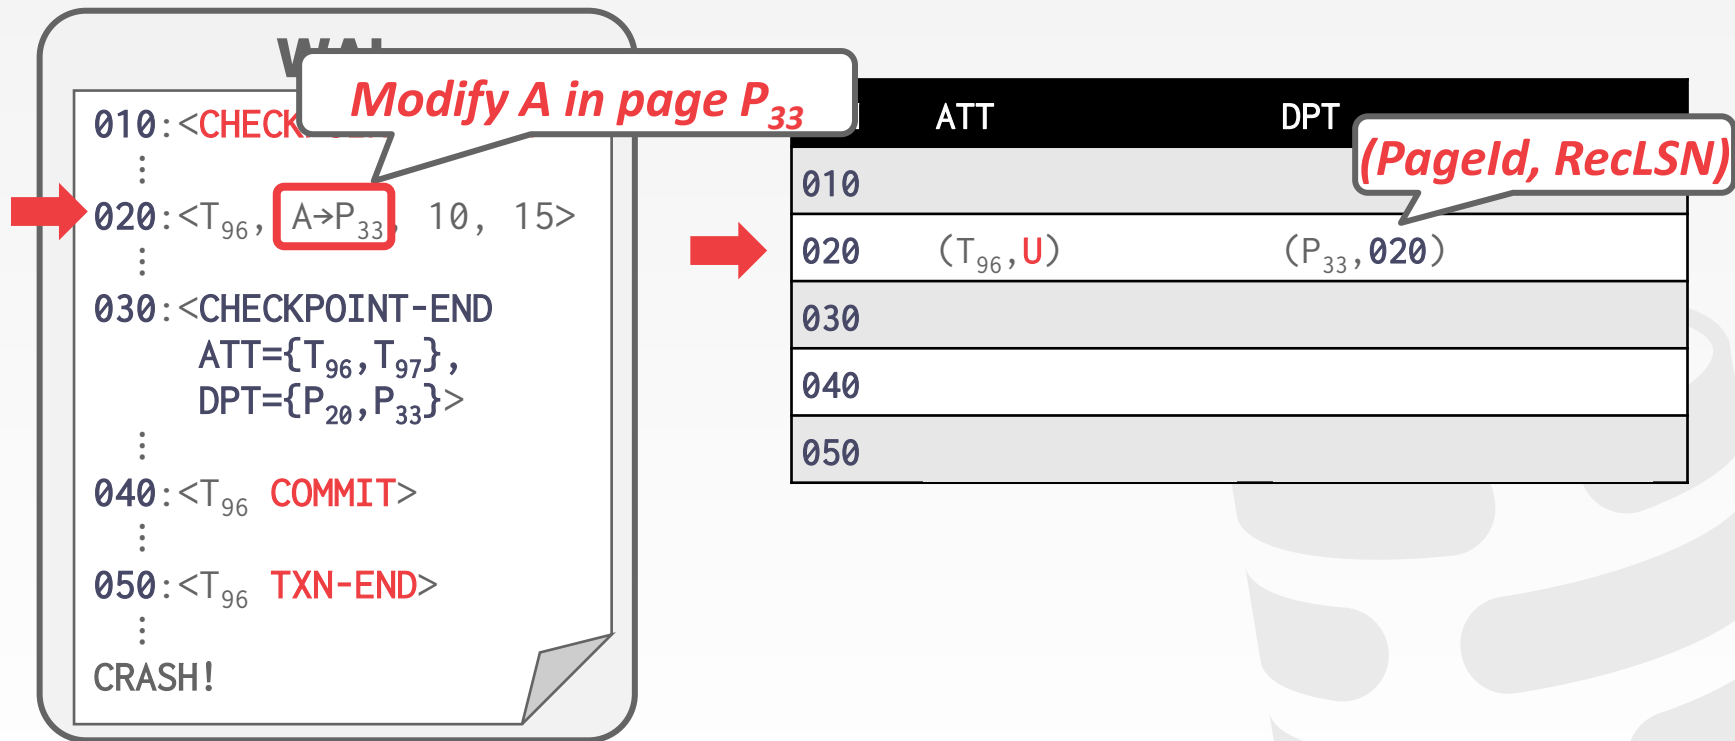 Modify A in page P33
010:<CHECK
⋮
020:<T96, A→P33, 10, 15>
⋮
030:<CHECKPOINT-END
ATT={T96,T97},
DPT={P20,P33}>
⋮
040:<T96 COMMIT>
⋮
050:<T96 TXN-END>
⋮
CRASH!
ATT DPT
(PageId, RecLSN)
010
020 (T96,U) (P33,020)
030
040
050